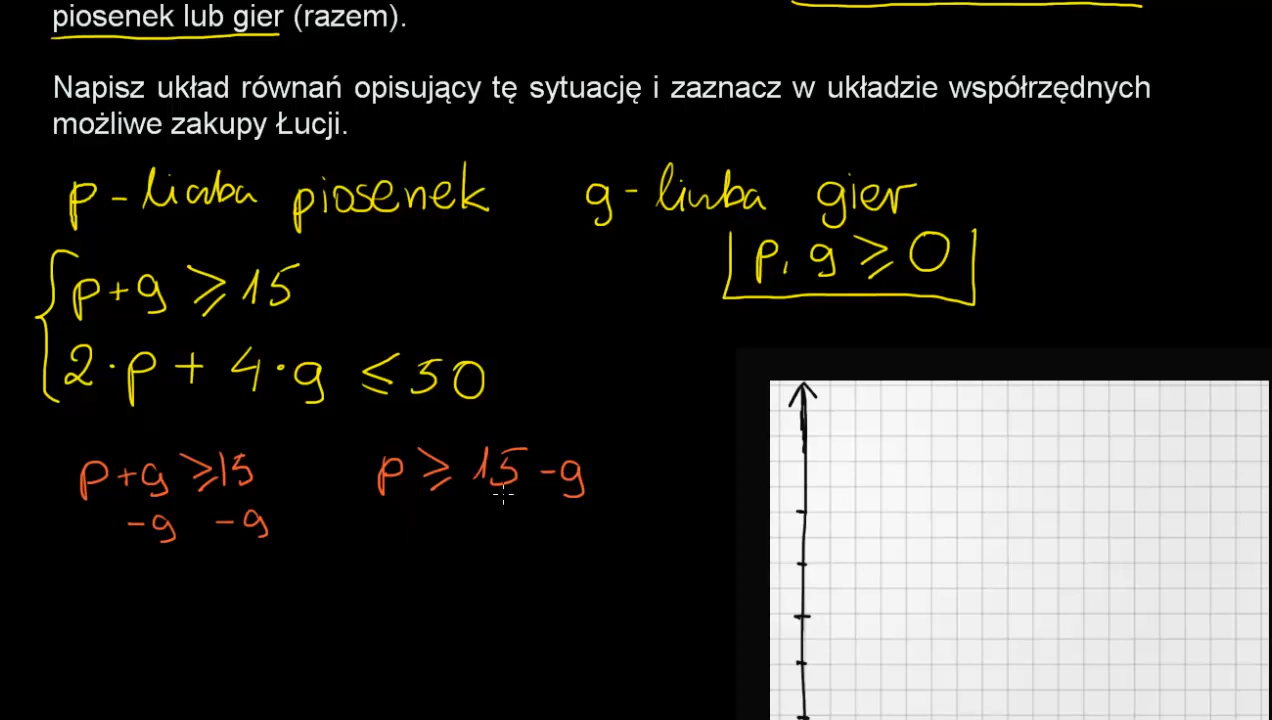 piosenek lub gier (razem).
Napisz układ równań opisujący tę sytuację i zaznacz w układzie współrzędnych
możliwe zakupy Łucji.
p - liczba piosenek g - liczba gier
p, g ⩾ 0
p + g ⩾ 15
2 · p + 4 · g ⩽ 50
p + g ⩾ 15 p ⩾ 15 - g
- g - g